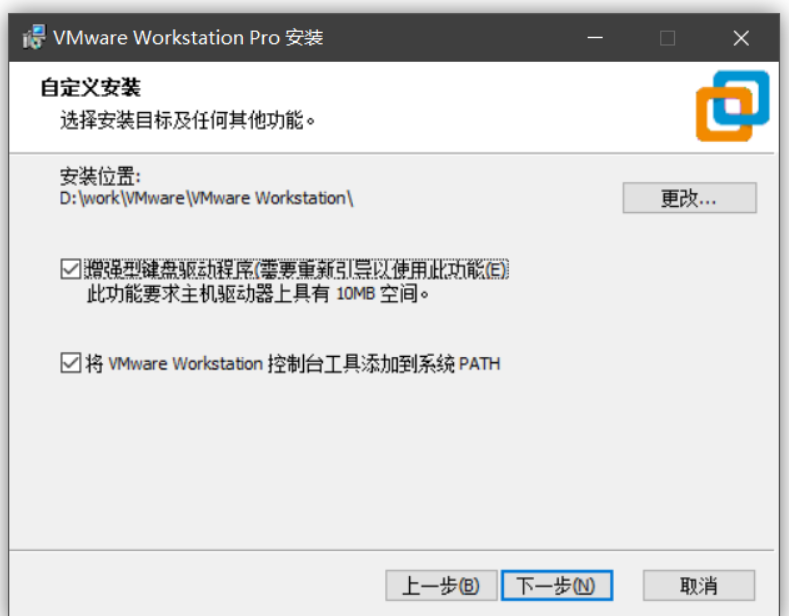 VMware Workstation Pro 安装
自定义安装
选择安装目标及任何其他功能。
安装位置:
D:\work\VMware\VMware Workstation\
更改...
增强型键盘驱动程序(需要重新引导以使用此功能(E)
此功能要求主机驱动器上具有 10MB 空间。
将 VMware Workstation 控制台工具添加到系统 PATH
上一步(B) 下一步(N) 取消